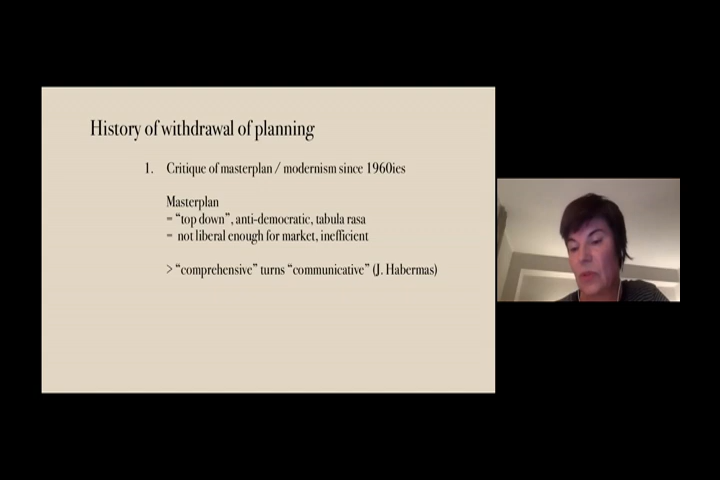 History of withdrawal of planning
1. Critique of masterplan / modernism since 1960ies
Masterplan
= “top down”, anti-democratic, tabula rasa
= not liberal enough for market, inefficient
> “comprehensive” turns “communicative” (J. Habermas)